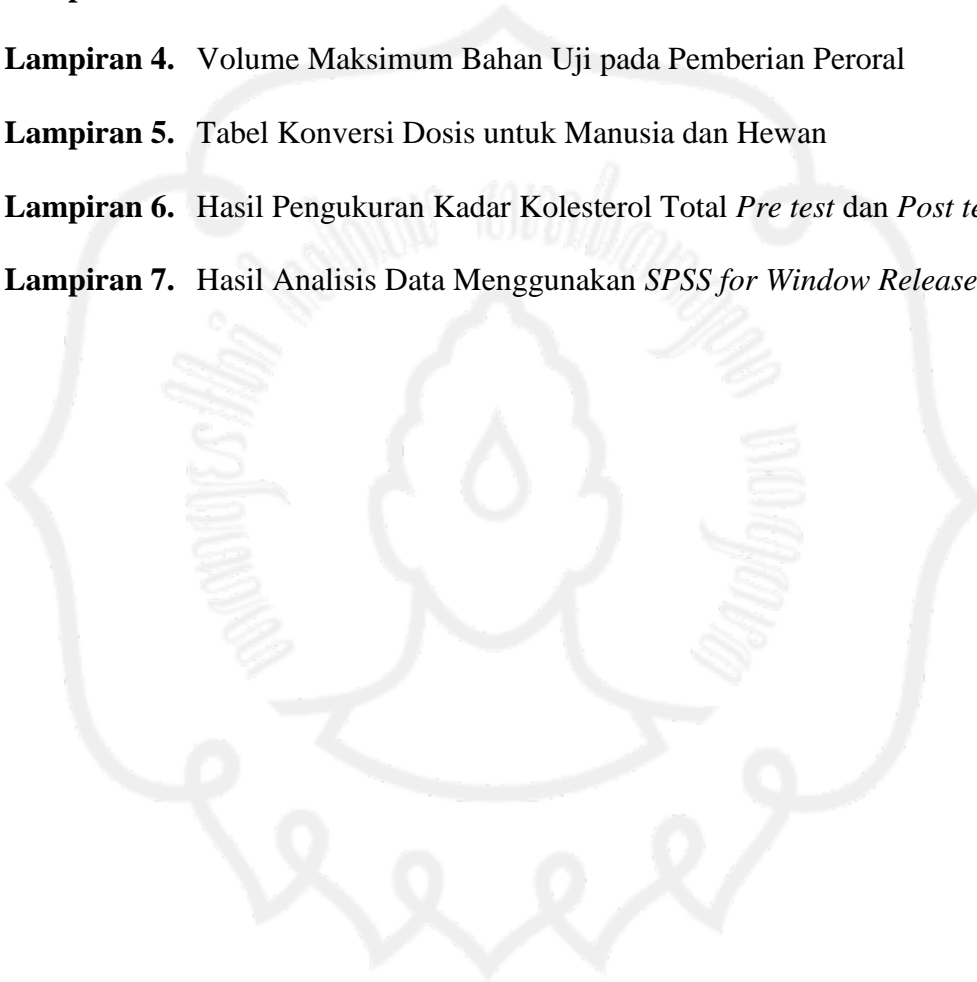 Lampiran 4. Volume Maksimum Bahan Uji pada Pemberian Peroral
Lampiran 5. Tabel Konversi Dosis untuk Manusia dan Hewan
Lampiran 6. Hasil Pengukuran Kadar Kolesterol Total Pre test dan Post
Lampiran 7. Hasil Analisis Data Menggunakan SPSS for Window Release